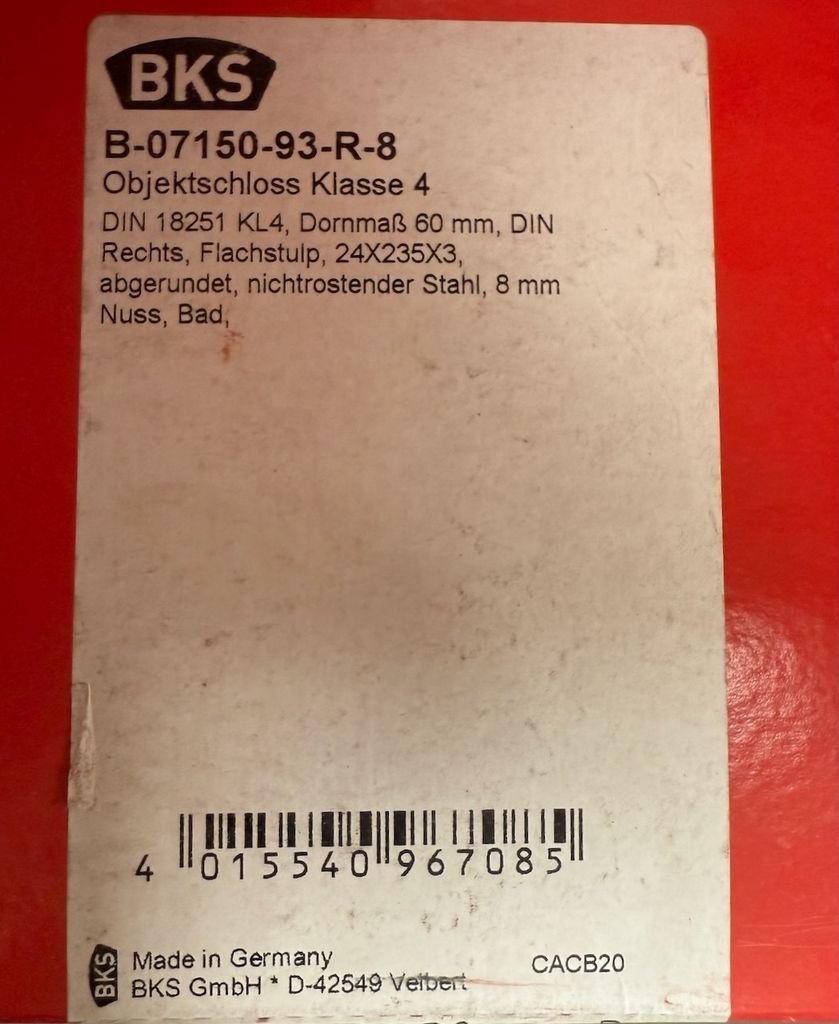 BKS
B-07150-93-R-8
Objektschloss Klasse 4
DIN 18251 KL4, Dornmaß 60 mm, DIN
Rechts, Flachstulp, 24X235X3,
abgerundet, nichtrostender Stahl, 8 mm
Nuss, Bad,
4 015540 967085
BKS
Made in Germany
CACB20
BKS GmbH * D-42549 Velbert